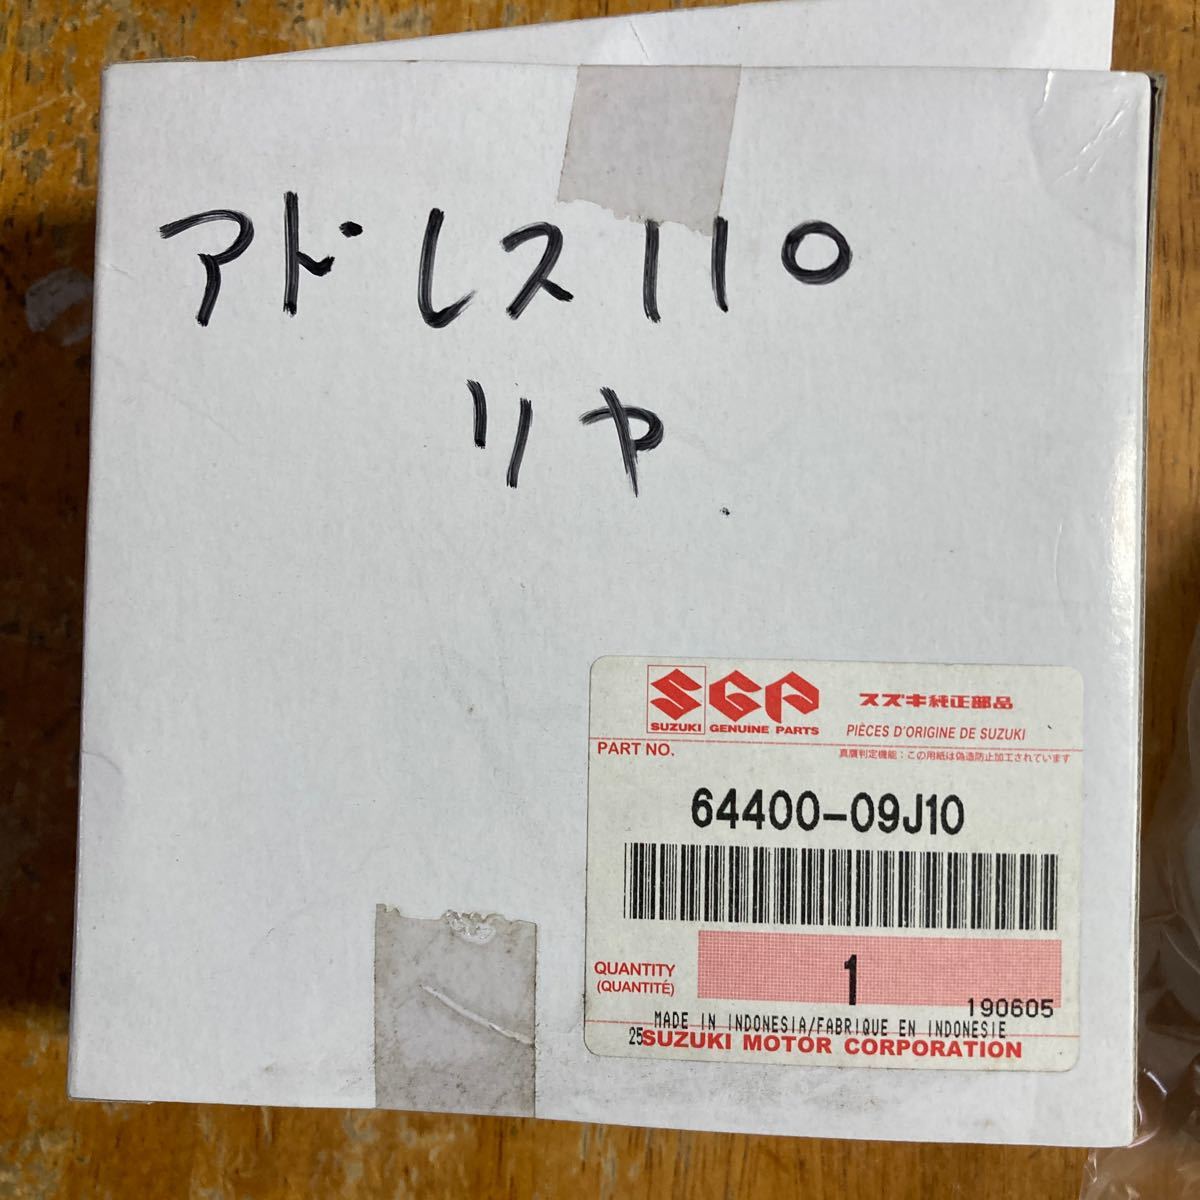 アドレス110
リヤ
SUZUKI
SGP
GENUINE PARTS
スズキ純正部品
PIÈCES D'ORIGINE DE SUZUKI
PART NO.
真贋判定機能：この用紙は偽造防止加工されています
64400-09J10
QUANTITY
(QUANTITÉ)
1
190605
MADE IN INDONESIA/FABRIQUE EN INDONESIE
25
SUZUKI MOTOR CORPORATION